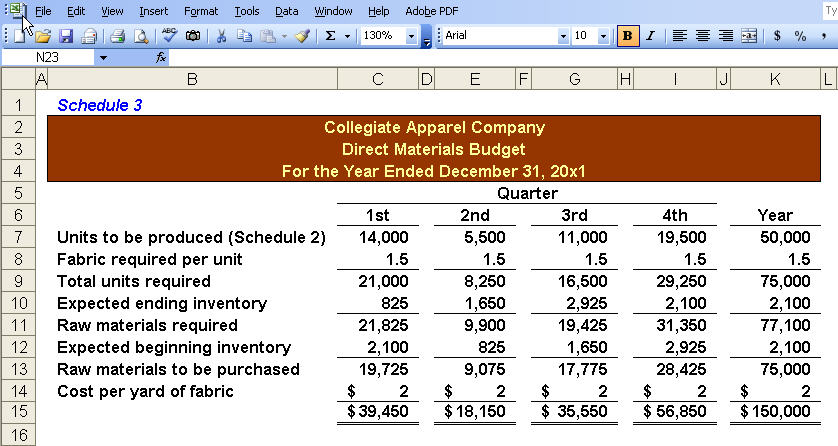 File Edit View Insert Format Tools Data Window Help Adobe PDF Ty
ABC Σ 130% Arial 10 B I $ % ,
N23 fx
A B C D E F G H I J K L
1 Schedule 3
2 Collegiate Apparel Company
3 Direct Materials Budget
4 For the Year Ended December 31, 20x1
5 Quarter
6 1st 2nd 3rd 4th Year
7 Units to be produced (Schedule 2) 14,000 5,500 11,000 19,500 50,000
8 Fabric required per unit 1.5 1.5 1.5 1.5 1.5
9 Total units required 21,000 8,250 16,500 29,250 75,000
10 Expected ending inventory 825 1,650 2,925 2,100 2,100
11 Raw materials required 21,825 9,900 19,425 31,350 77,100
12 Expected beginning inventory 2,100 825 1,650 2,925 2,100
13 Raw materials to be purchased 19,725 9,075 17,775 28,425 75,000
14 Cost per yard of fabric $ 2 $ 2 $ 2 $ 2 $ 2
15 $ 39,450 $ 18,150 $ 35,550 $ 56,850 $ 150,000
16